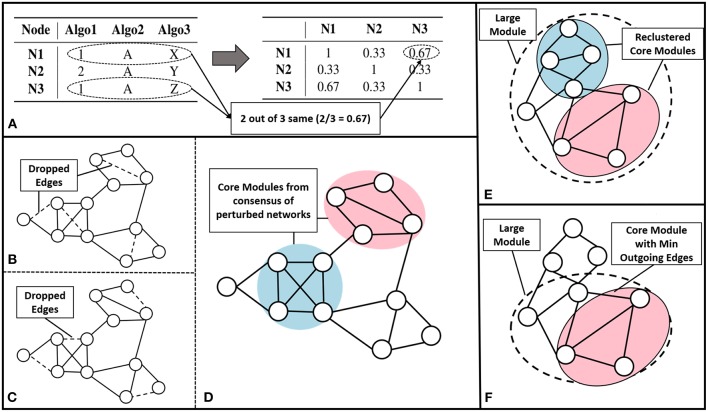 Node Algo1 Algo2 Algo3
N1 1 A X
N2 2 A Y
N3 1 A Z
N1 N2 N3
N1 1 0.33 0.67
N2 0.33 1 0.33
N3 0.67 0.33 1
2 out of 3 same (2/3 = 0.67)
A
Dropped
Edges
B
Dropped
Edges
C
Core Modules from
consensus of
perturbed networks
D
Large
Module
Reclustered
Core Modules
E
Large
Module
Core Module
with Min
Outgoing Edges
F